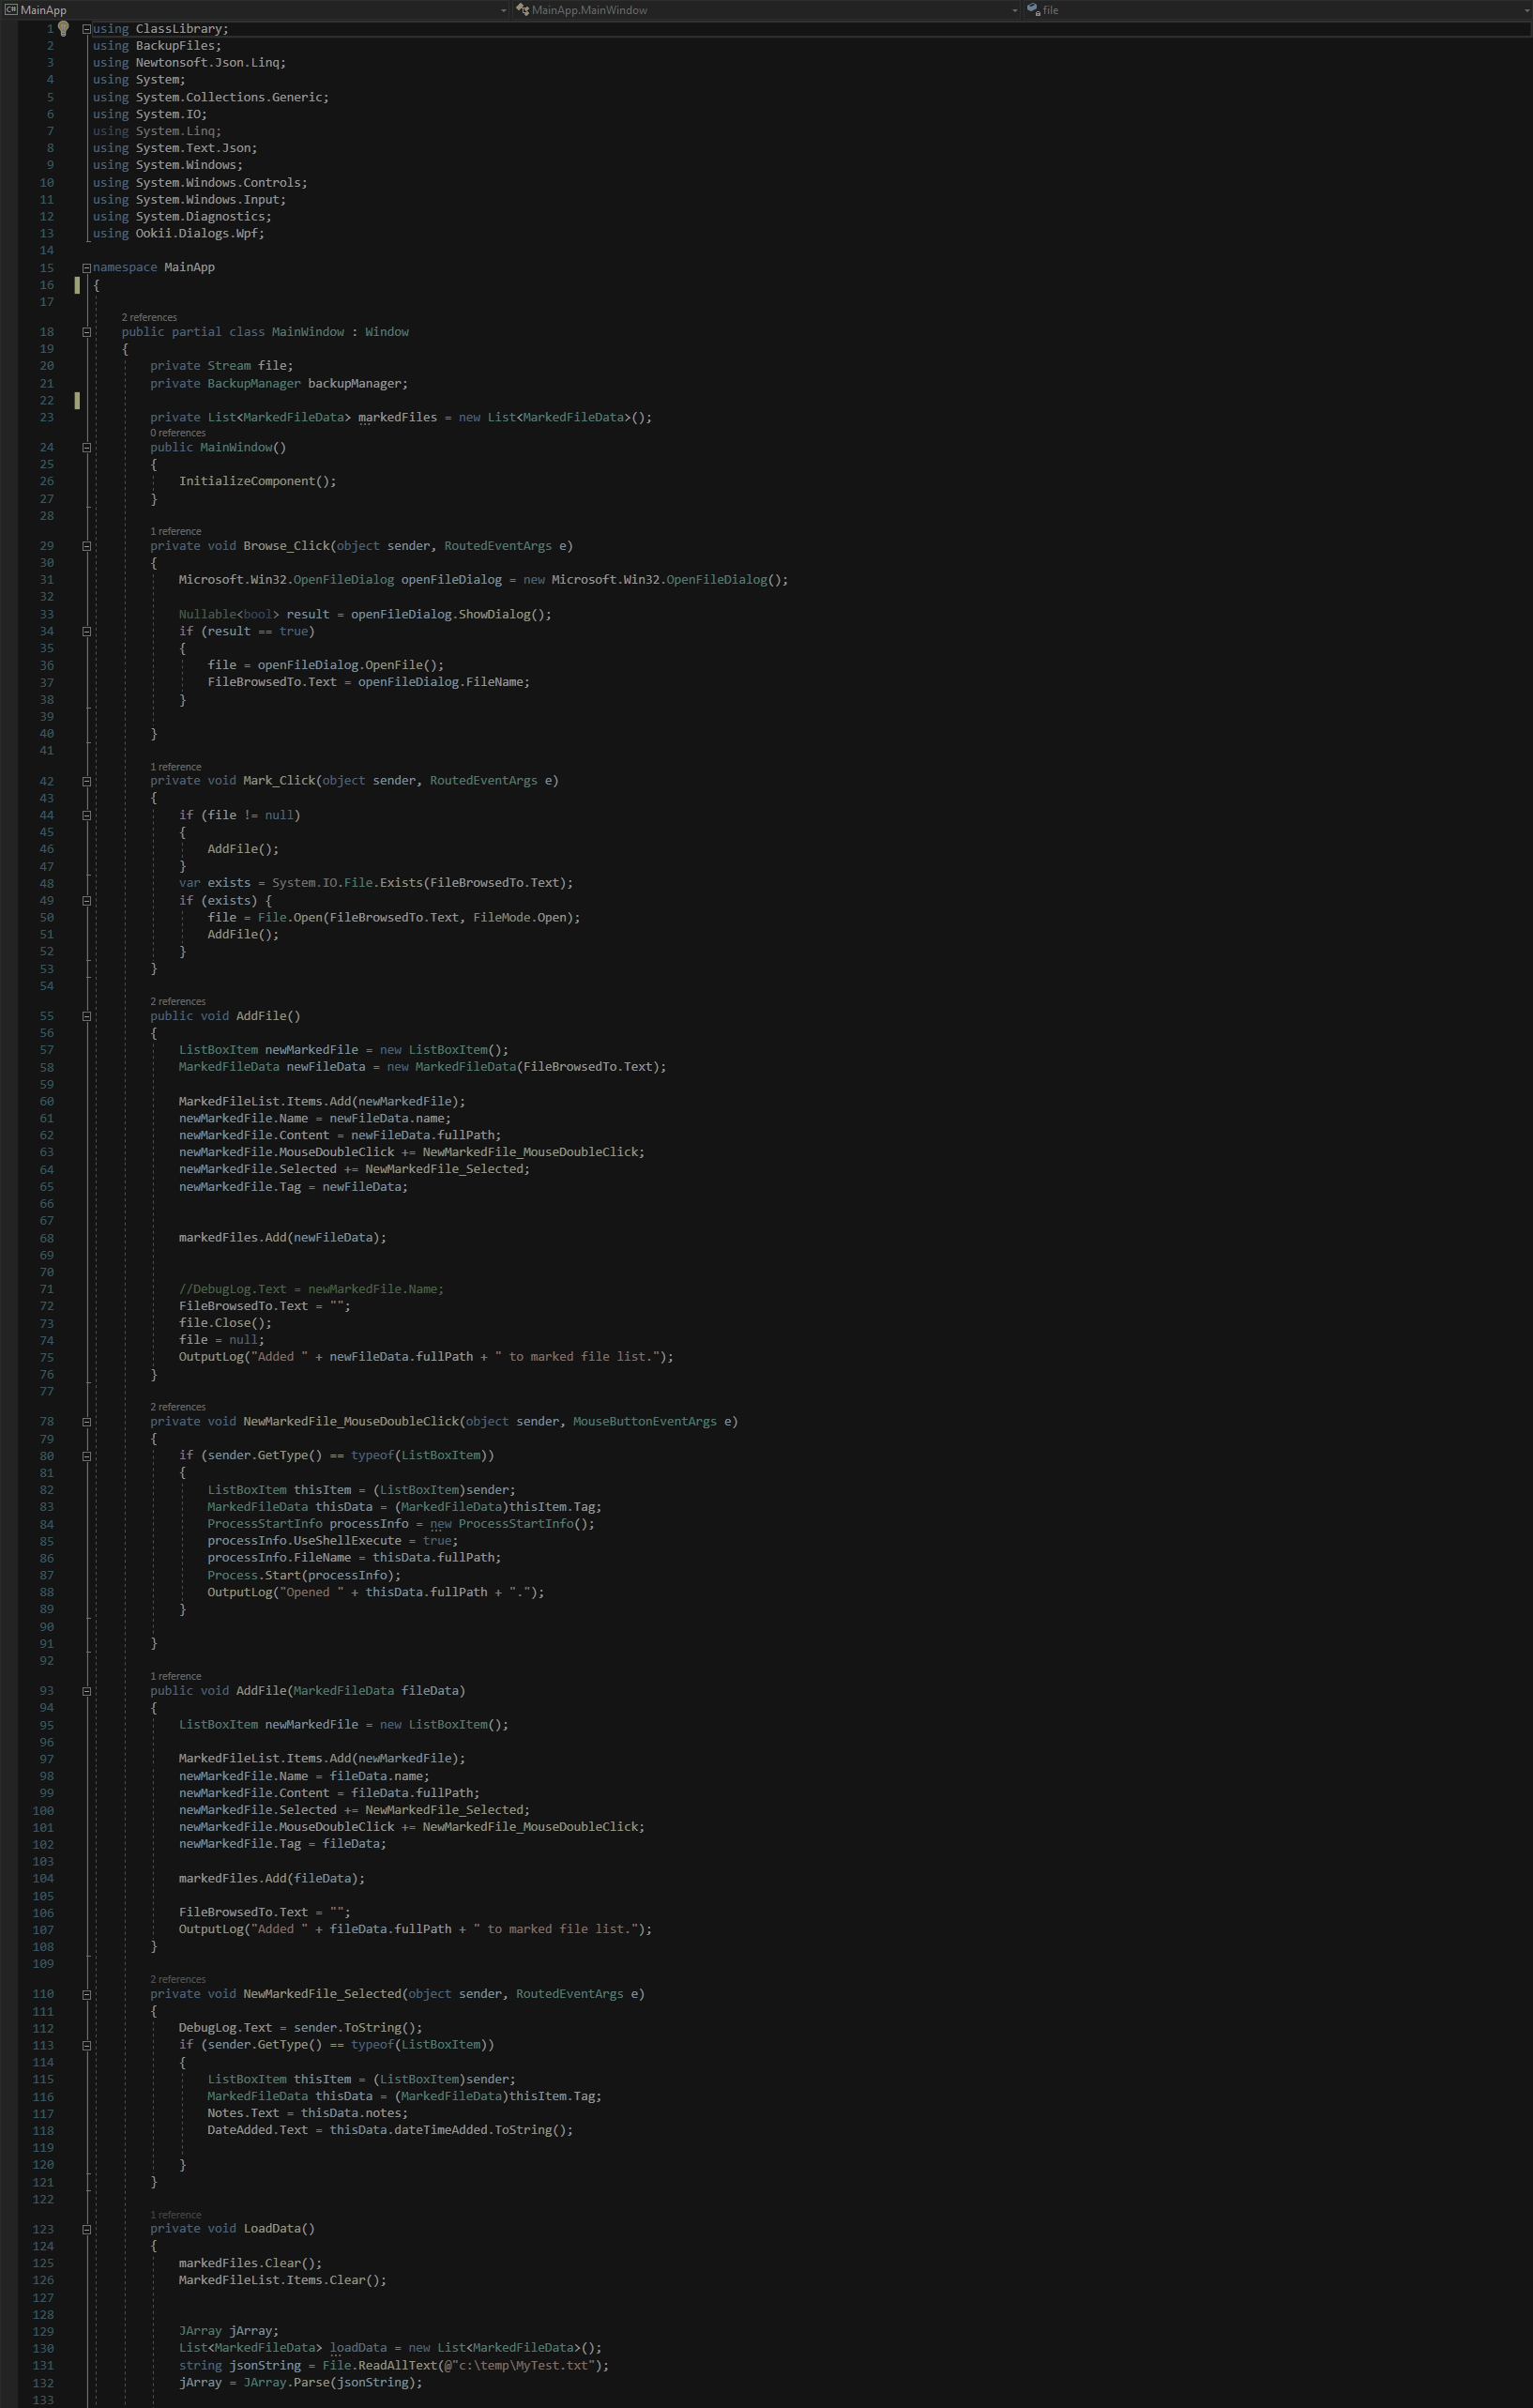 MainApp MainApp.MainWindow file
1 using ClassLibrary;
2 using BackupFiles;
3 using Newtonsoft.Json.Linq;
4 using System;
5 using System.Collections.Generic;
6 using System.IO;
7 using System.Linq;
8 using System.Text.Json;
9 using System.Windows;
10 using System.Windows.Controls;
11 using System.Windows.Input;
12 using System.Diagnostics;
13 using Ookii.Dialogs.Wpf;
14
15 namespace MainApp
16 {
17
2 references
18 public partial class MainWindow : Window
19 {
20 private Stream file;
21 private BackupManager backupManager;
22
23 private List<MarkedFileData> markedFiles = new List<MarkedFileData>();
0 references
24 public MainWindow()
25 {
26 InitializeComponent();
27 }
28
1 reference
29 private void Browse_Click(object sender, RoutedEventArgs e)
30 {
31 Microsoft.Win32.OpenFileDialog openFileDialog = new Microsoft.Win32.OpenFileDialog();
32
33 Nullable<bool> result = openFileDialog.ShowDialog();
34 if (result == true)
35 {
36 file = openFileDialog.OpenFile();
37 FileBrowsedTo.Text = openFileDialog.FileName;
38 }
39
40 }
41
1 reference
42 private void Mark_Click(object sender, RoutedEventArgs e)
43 {
44 if (file != null)
45 {
46 AddFile();
47 }
48 var exists = System.IO.File.Exists(FileBrowsedTo.Text);
49 if (exists) {
50 file = File.Open(FileBrowsedTo.Text, FileMode.Open);
51 AddFile();
52 }
53 }
54
2 references
55 public void AddFile()
56 {
57 ListBoxItem newMarkedFile = new ListBoxItem();
58 MarkedFileData newFileData = new MarkedFileData(FileBrowsedTo.Text);
59
60 MarkedFileList.Items.Add(newMarkedFile);
61 newMarkedFile.Name = newFileData.name;
62 newMarkedFile.Content = newFileData.fullPath;
63 newMarkedFile.MouseDoubleClick += NewMarkedFile_MouseDoubleClick;
64 newMarkedFile.Selected += NewMarkedFile_Selected;
65 newMarkedFile.Tag = newFileData;
66
67
68 markedFiles.Add(newFileData);
69
70
71 //DebugLog.Text = newMarkedFile.Name;
72 FileBrowsedTo.Text = "";
73 file.Close();
74 file = null;
75 OutputLog("Added " + newFileData.fullPath + " to marked file list.");
76 }
77
2 references
78 private void NewMarkedFile_MouseDoubleClick(object sender, MouseButtonEventArgs e)
79 {
80 if (sender.GetType() == typeof(ListBoxItem))
81 {
82 ListBoxItem thisItem = (ListBoxItem)sender;
83 MarkedFileData thisData = (MarkedFileData)thisItem.Tag;
84 ProcessStartInfo processInfo = new ProcessStartInfo();
85 processInfo.UseShellExecute = true;
86 processInfo.FileName = thisData.fullPath;
87 Process.Start(processInfo);
88 OutputLog("Opened " + thisData.fullPath + ".");
89 }
90
91 }
92
1 reference
93 public void AddFile(MarkedFileData fileData)
94 {
95 ListBoxItem newMarkedFile = new ListBoxItem();
96
97 MarkedFileList.Items.Add(newMarkedFile);
98 newMarkedFile.Name = fileData.name;
99 newMarkedFile.Content = fileData.fullPath;
100 newMarkedFile.Selected += NewMarkedFile_Selected;
101 newMarkedFile.MouseDoubleClick += NewMarkedFile_MouseDoubleClick;
102 newMarkedFile.Tag = fileData;
103
104 markedFiles.Add(fileData);
105
106 FileBrowsedTo.Text = "";
107 OutputLog("Added " + fileData.fullPath + " to marked file list.");
108 }
109
2 references
110 private void NewMarkedFile_Selected(object sender, RoutedEventArgs e)
111 {
112 DebugLog.Text = sender.ToString();
113 if (sender.GetType() == typeof(ListBoxItem))
114 {
115 ListBoxItem thisItem = (ListBoxItem)sender;
116 MarkedFileData thisData = (MarkedFileData)thisItem.Tag;
117 Notes.Text = thisData.notes;
118 DateAdded.Text = thisData.dateTimeAdded.ToString();
119
120 }
121 }
122
1 reference
123 private void LoadData()
124 {
125 markedFiles.Clear();
126 MarkedFileList.Items.Clear();
127
128
129 JArray jArray;
130 List<MarkedFileData> loadData = new List<MarkedFileData>();
131 string jsonString = File.ReadAllText(@"c:\temp\MyTest.txt");
132 jArray = JArray.Parse(jsonString);
133